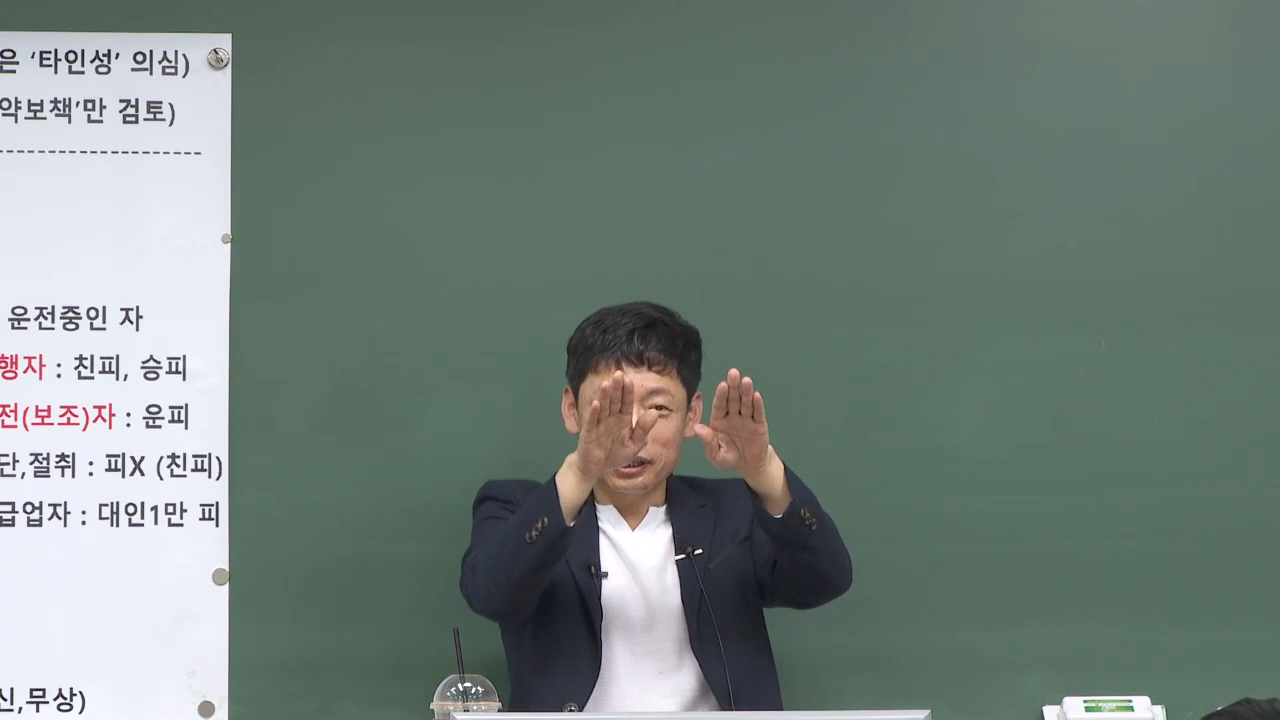 은 ‘타인성’ 의심)
약보책’만 검토)
운전중인 자
행자 : 친피, 승피
전(보조)자 : 운피
단,절취 : 피X (친피)
급업자 : 대인1만 피
신,무상)